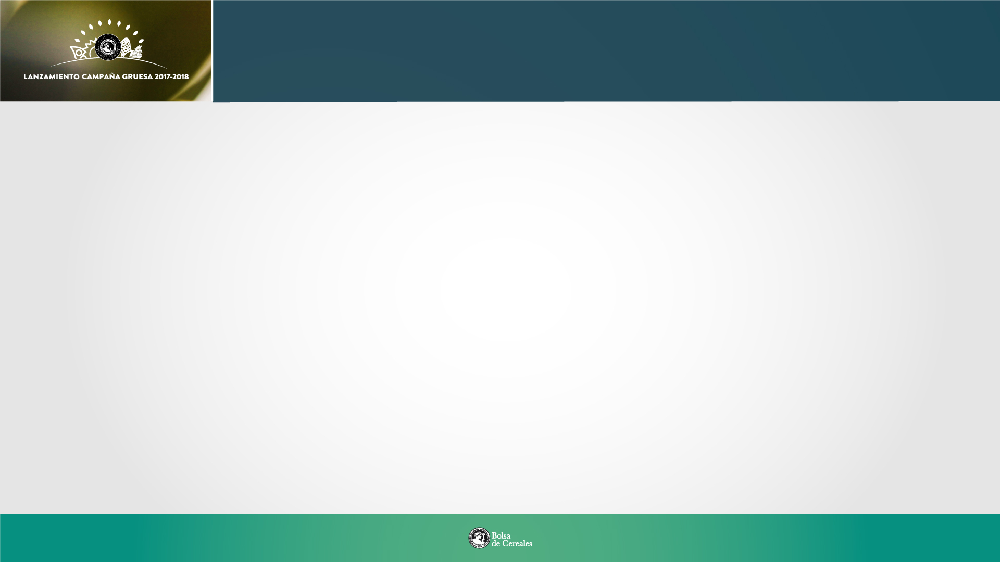 LANZAMIENTO CAMPAÑA GRUESA 2017-2018
Bolsa
de Cereales